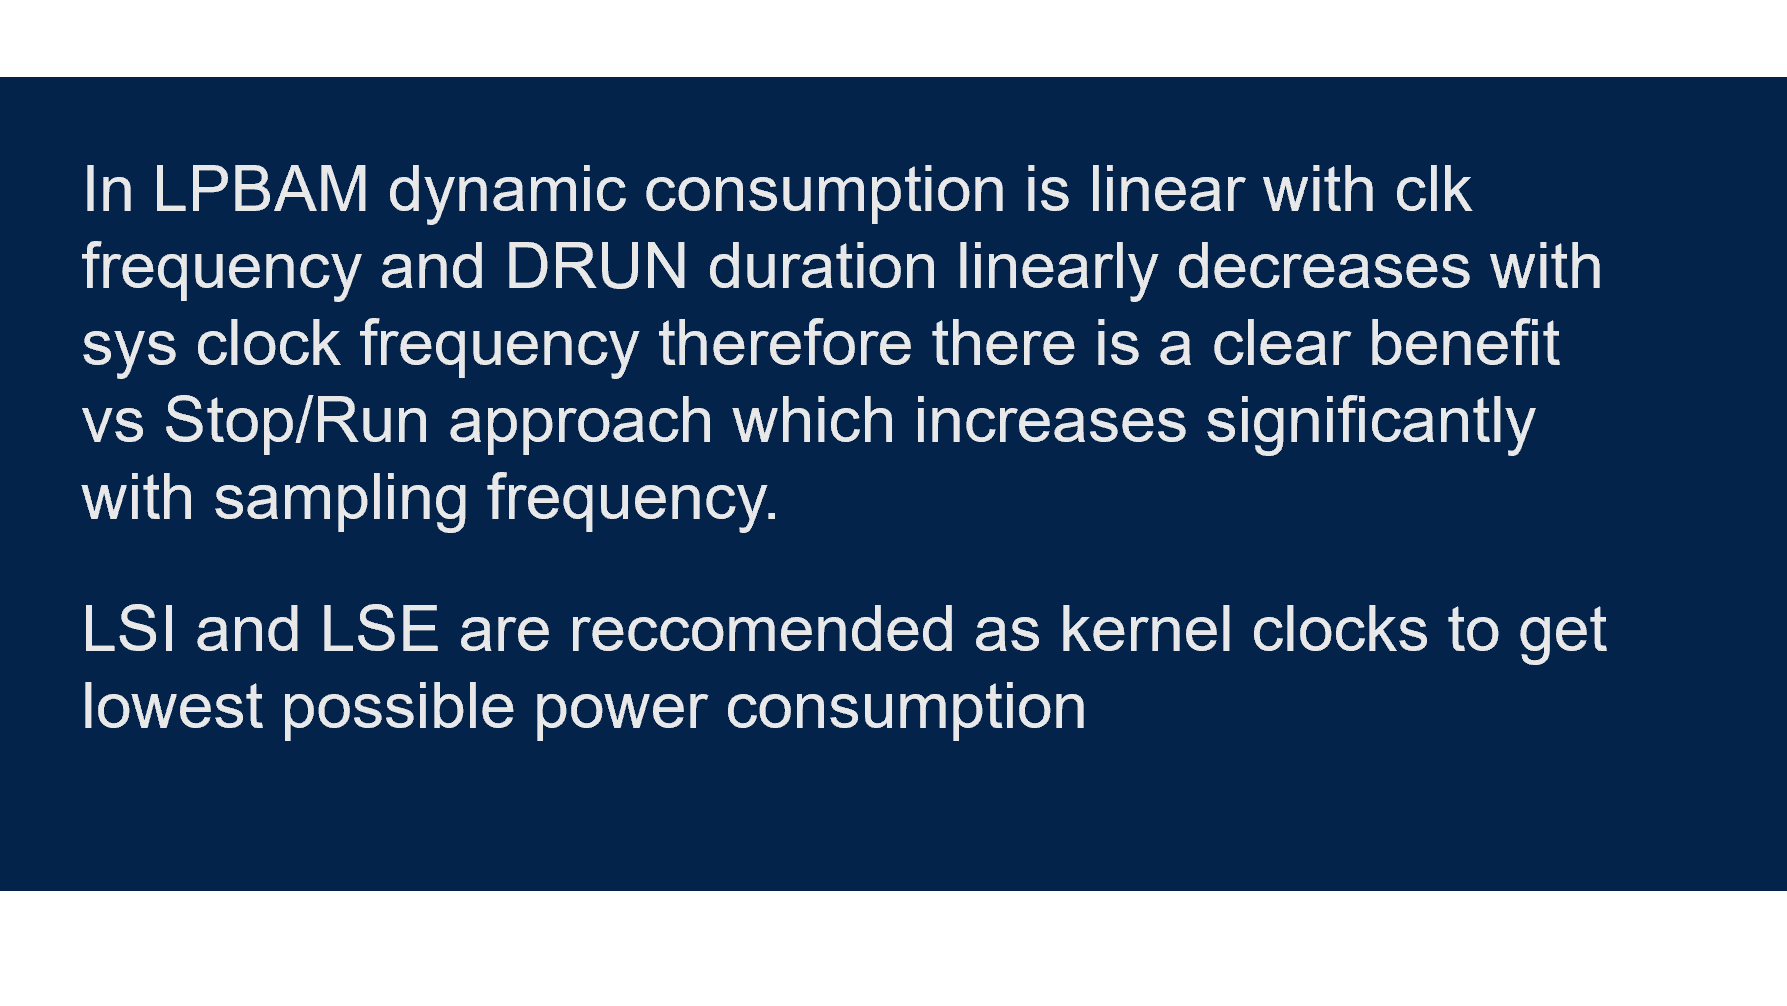 In LPBAM dynamic consumption is linear with clk
frequency and DRUN duration linearly decreases with
sys clock frequency therefore there is a clear benefit
vs Stop/Run approach which increases significantly
with sampling frequency.
LSI and LSE are reccomended as kernel clocks to get
lowest possible power consumption